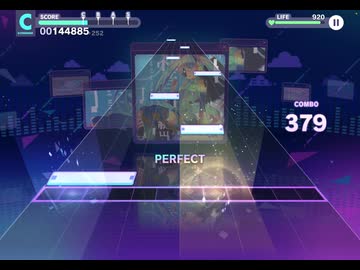 C
SCORE
C B A S
00144885
+252
LIFE 920
COMBO
379
PERFECT